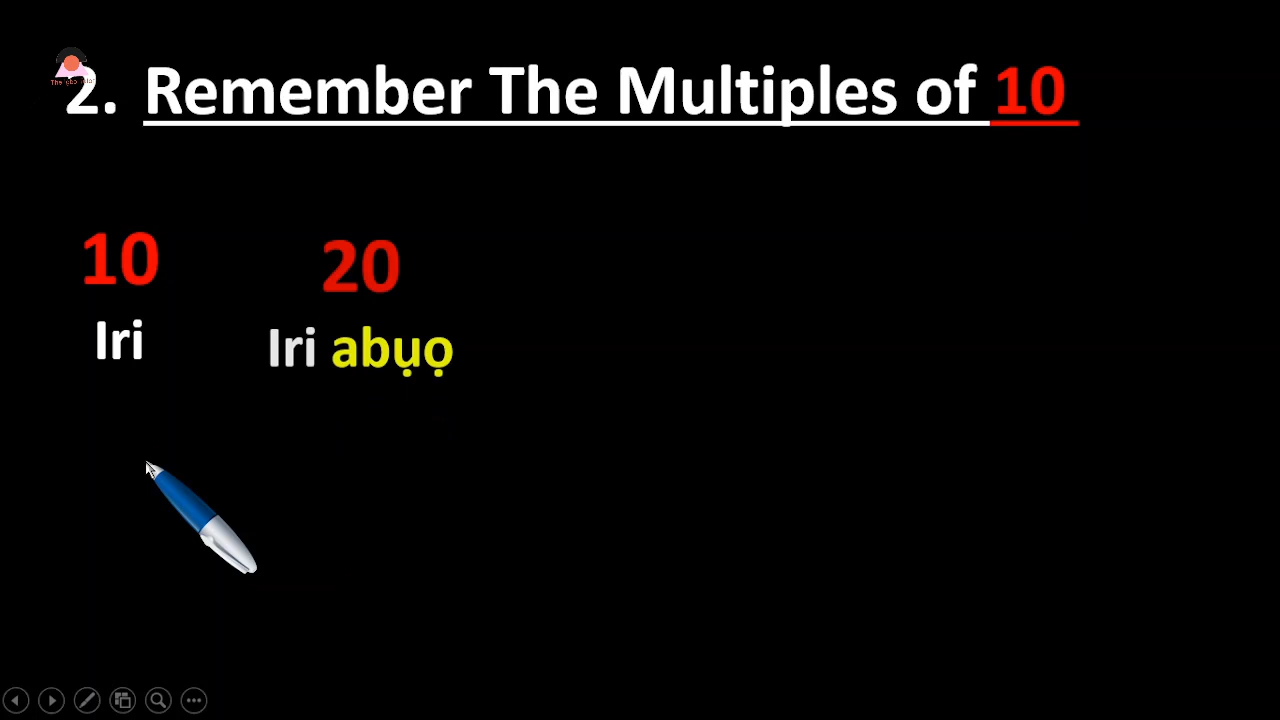 2. Remember The Multiples of 10
10 20
Iri Iri abụọ